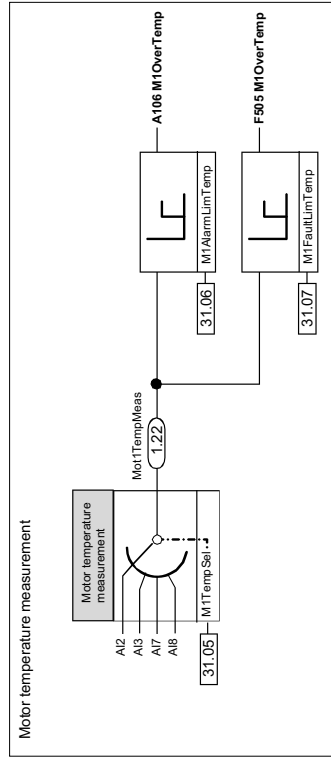 Motor temperature measurement
Motor temperature
measurement
AI2
AI3
AI7
AI8
31.05
M1TempSel
Mot1TempMeas
1.22
31.06
M1AlarmLimTemp
A106 M1OverTemp
31.07
M1FaultLimTemp
F505 M1OverTemp